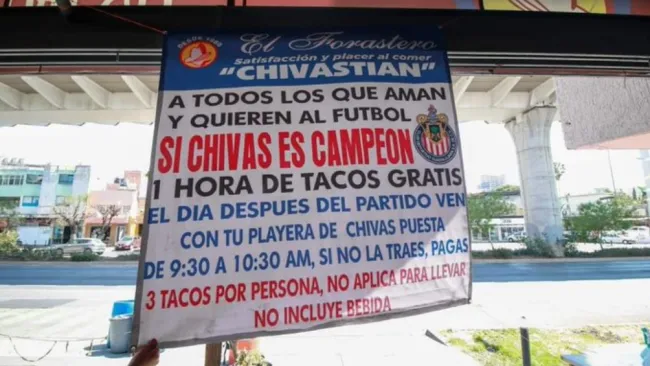 El Forastero
Satisfacción y placer al comer
"CHIVASTIAN"
A TODOS LOS QUE AMAN
Y QUIEREN AL FUTBOL
SI CHIVAS ES CAMPEON
1 HORA DE TACOS GRATIS
EL DIA DESPUES DEL PARTIDO VEN
CON TU PLAYERA DE CHIVAS PUESTA
DE 9:30 A 10:30 AM, SI NO LA TRAES, PAGAS
3 TACOS POR PERSONA, NO APLICA PARA LLEVAR
NO INCLUYE BEBIDA